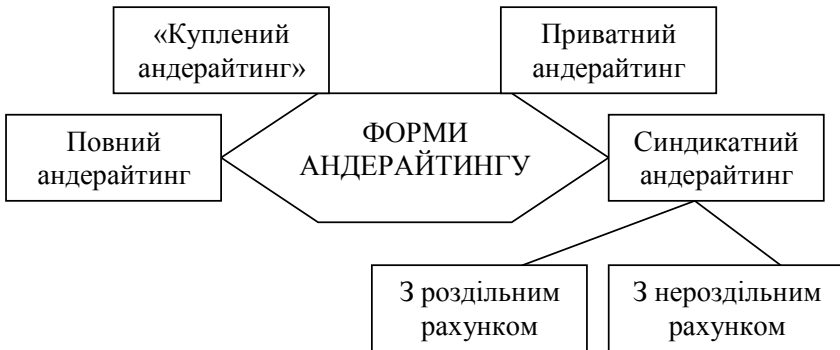 «Куплений
андерайтинг»
Приватний
андерайтинг
Повний
андерайтинг
ФОРМИ
АНДЕРАЙТИНГУ
Синдикатний
андерайтинг
З роздільним
рахунком
З нероздільним
рахунком